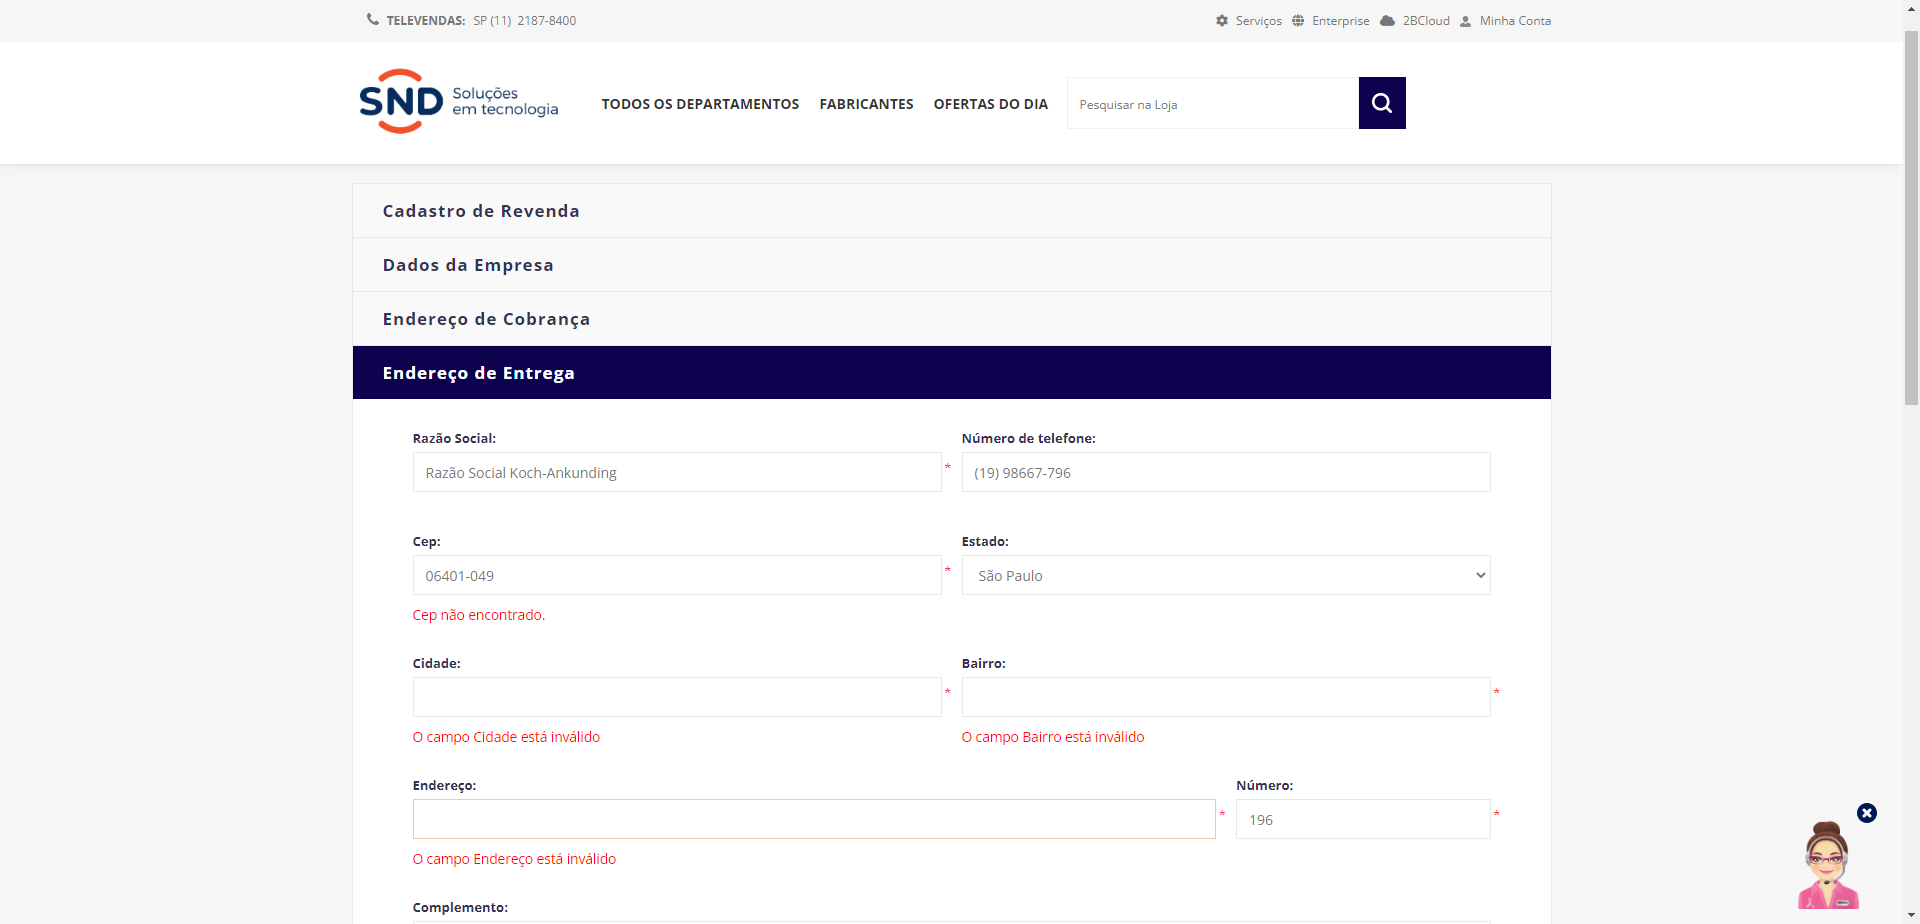 TELEVENDAS: SP (11) 2187-8400
Serviços Enterprise 2BCloud Minha Conta
SND Soluções em tecnologia
TODOS OS DEPARTAMENTOS FABRICANTES OFERTAS DO DIA Pesquisar na Loja
Cadastro de Revenda
Dados da Empresa
Endereço de Cobrança
Endereço de Entrega
Razão Social: Número de telefone:
Razão Social Koch-Ankunding * (19) 98667-796
Cep: Estado:
06401-049 * São Paulo
Cep não encontrado.
Cidade: Bairro:
* *
O campo Cidade está inválido O campo Bairro está inválido
Endereço: Número:
* 196 *
O campo Endereço está inválido
Complemento: